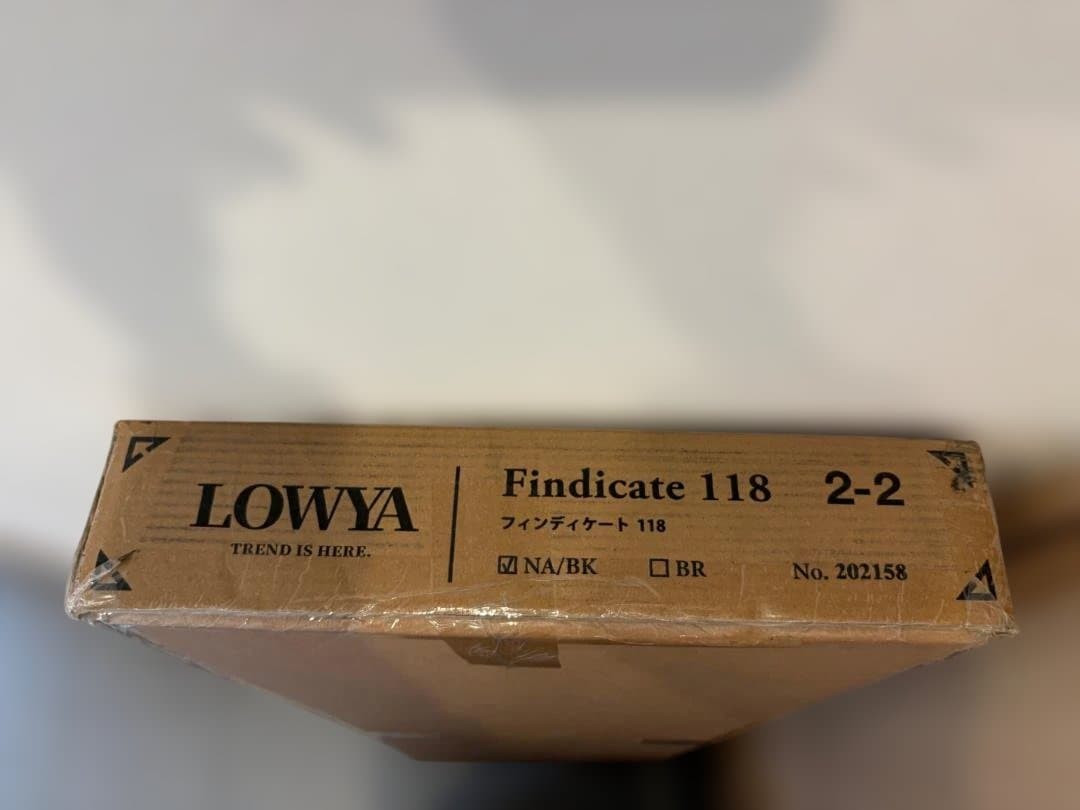 LOWYA
TREND IS HERE.
Findicate 118 2-2
フィンディケート 118
☑ NA/BK ☐ BR No. 202158